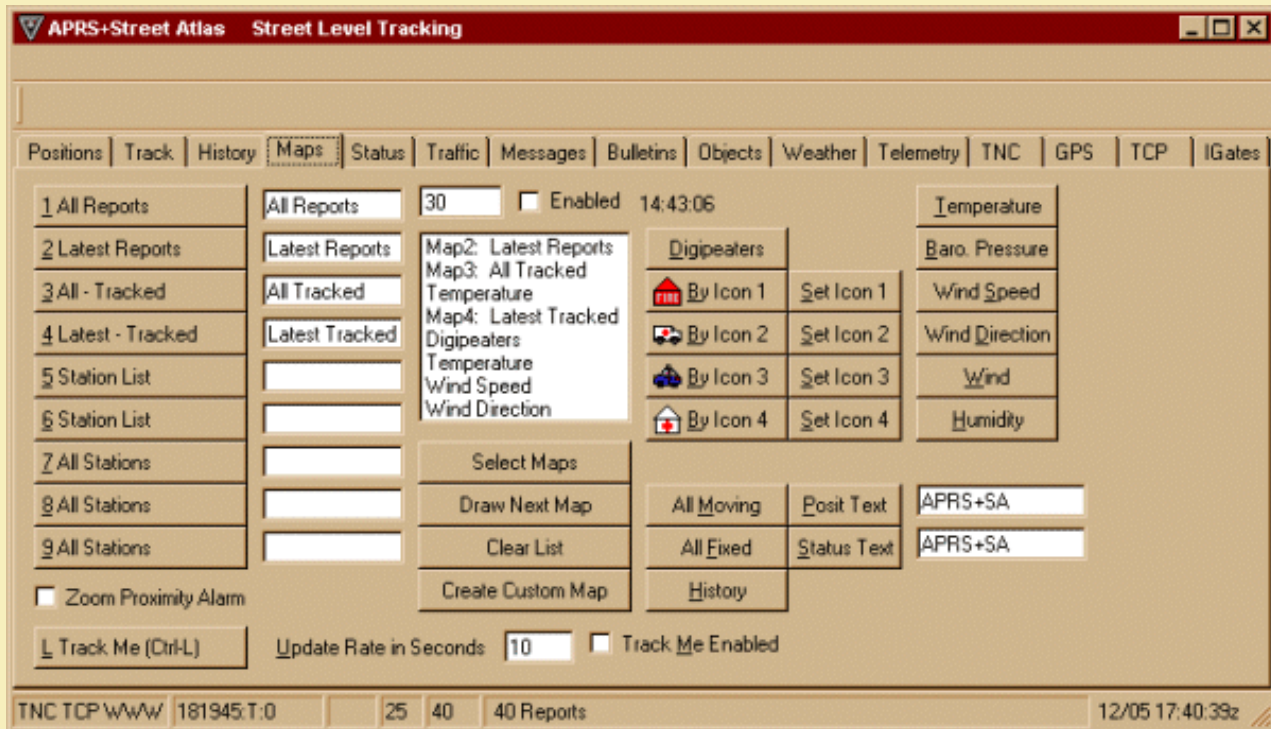 APRS+Street Atlas Street Level Tracking
Positions Track History Maps Status Traffic Messages Bulletins Objects Weather Telemetry TNC GPS TCP IGates
1 All Reports All Reports 30 Enabled 14:43:06 Temperature
2 Latest Reports Latest Reports Map2: Latest Reports Digipeaters Baro. Pressure
Map3: All Tracked
3 All - Tracked All Tracked Temperature FIRE By Icon 1 Set Icon 1 Wind Speed
Map4: Latest Tracked
4 Latest - Tracked Latest Tracked Digipeaters By Icon 2 Set Icon 2 Wind Direction
Temperature
5 Station List Wind Speed By Icon 3 Set Icon 3 Wind
Wind Direction
6 Station List By Icon 4 Set Icon 4 Humidity
7 All Stations Select Maps
8 All Stations Draw Next Map All Moving Posit Text APRS+SA
9 All Stations Clear List All Fixed Status Text APRS+SA
Zoom Proximity Alarm Create Custom Map History
L Track Me (Ctrl-L) Update Rate in Seconds 10 Track Me Enabled
TNC TCP WWW 181945:T:0 25 40 40 Reports 12/05 17:40:39z